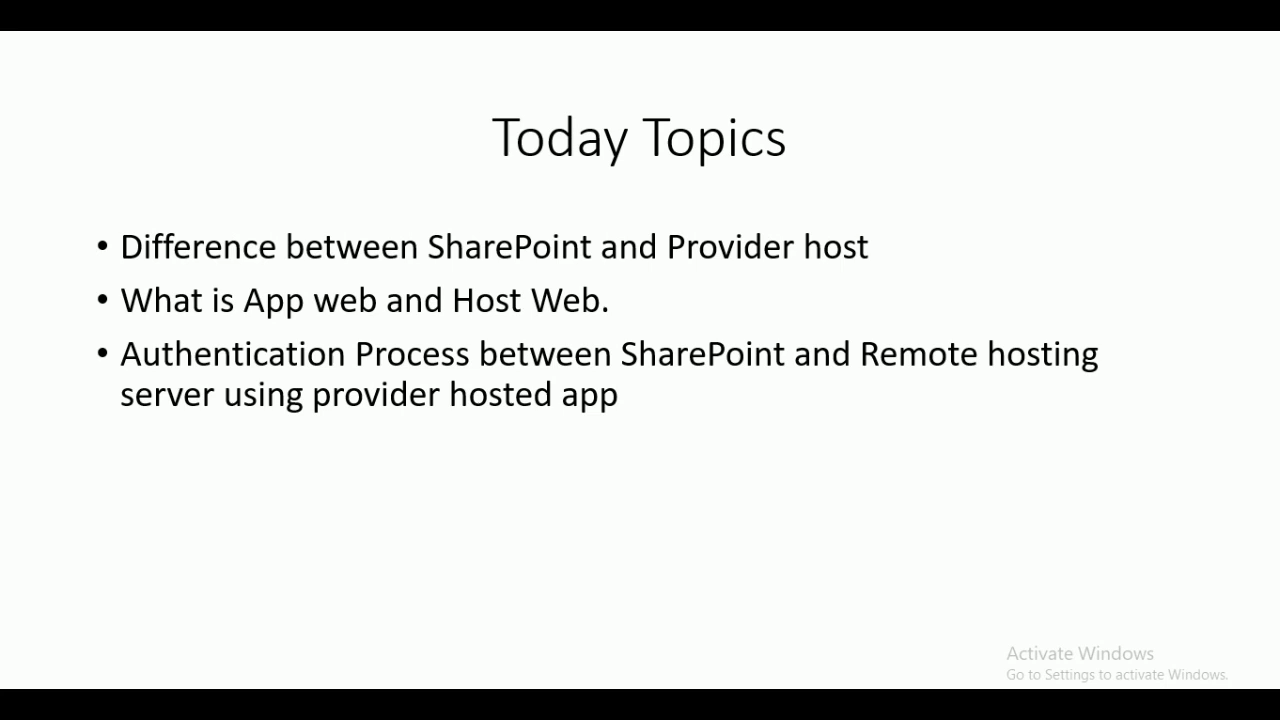 Today Topics
• Difference between SharePoint and Provider host
• What is App web and Host Web.
• Authentication Process between SharePoint and Remote hosting
server using provider hosted app
Activate Windows
Go to Settings to activate Windows.